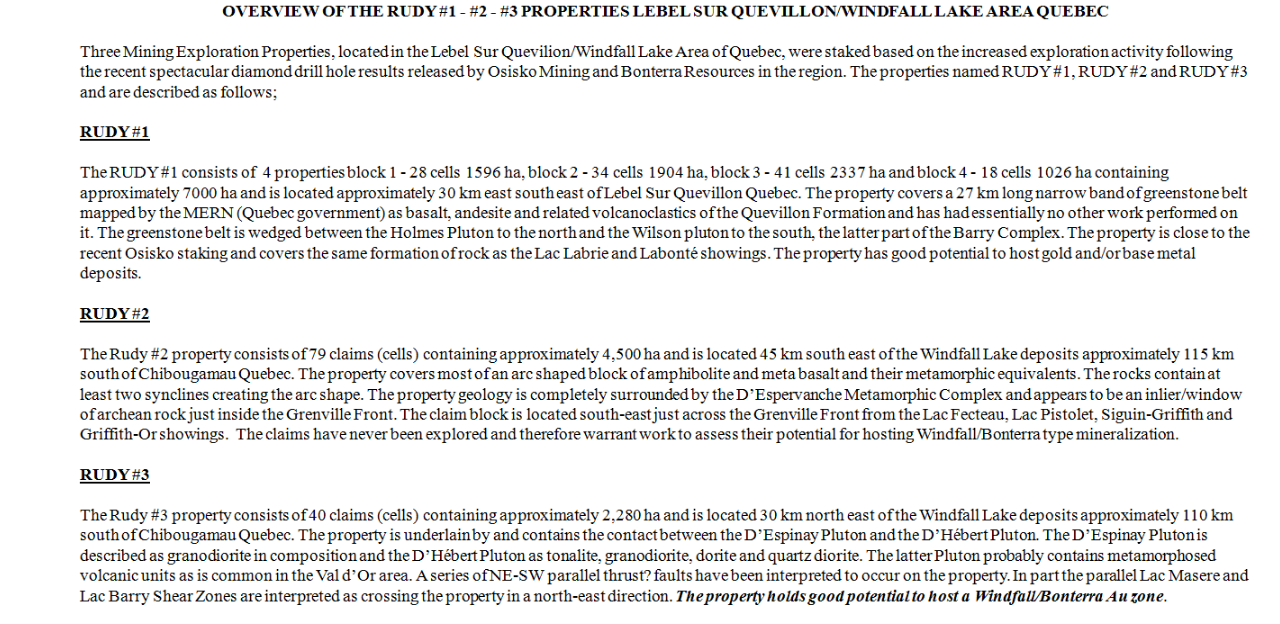 OVERVIEW OF THE RUDY #1 - #2 - #3 PROPERTIES LEBEL SUR QUEVILLON/WINDFALL LAKE AREA QUEBEC
Three Mining Exploration Properties, located in the Lebel Sur Quevilion/Windfall Lake Area of Quebec, were staked based on the increased exploration activity following
the recent spectacular diamond drill hole results released by Osisko Mining and Bonterra Resources in the region. The properties named RUDY #1, RUDY #2 and RUDY #3
and are described as follows;
RUDY #1
The RUDY #1 consists of 4 properties block 1 - 28 cells 1596 ha, block 2 - 34 cells 1904 ha, block 3 - 41 cells 2337 ha and block 4 - 18 cells 1026 ha containing
approximately 7000 ha and is located approximately 30 km east south east of Lebel Sur Quevillon Quebec. The property covers a 27 km long narrow band of greenstone belt
mapped by the MERN (Quebec government) as basalt, andesite and related volcanoclastics of the Quevillon Formation and has had essentially no other work performed on
it. The greenstone belt is wedged between the Holmes Pluton to the north and the Wilson pluton to the south, the latter part of the Barry Complex. The property is close to the
recent Osisko staking and covers the same formation of rock as the Lac Labrie and Labonté showings. The property has good potential to host gold and/or base metal
deposits.
RUDY #2
The Rudy #2 property consists of 79 claims (cells) containing approximately 4,500 ha and is located 45 km south east of the Windfall Lake deposits approximately 115 km
south of Chibougamau Quebec. The property covers most of an arc shaped block of amphibolite and meta basalt and their metamorphic equivalents. The rocks contain at
least two synclines creating the arc shape. The property geology is completely surrounded by the D'Espervanche Metamorphic Complex and appears to be an inlier/window
of archean rock just inside the Grenville Front. The claim block is located south-east just across the Grenville Front from the Lac Fecteau, Lac Pistolet, Siguin-Griffith and
Griffith-Or showings. The claims have never been explored and therefore warrant work to assess their potential for hosting Windfall/Bonterra type mineralization.
RUDY #3
The Rudy #3 property consists of 40 claims (cells) containing approximately 2,280 ha and is located 30 km north east of the Windfall Lake deposits approximately 110 km
south of Chibougamau Quebec. The property is underlain by and contains the contact between the D'Espinay Pluton and the D'Hébert Pluton. The D'Espinay Pluton is
described as granodiorite in composition and the D'Hébert Pluton as tonalite, granodiorite, dorite and quartz diorite. The latter Pluton probably contains metamorphosed
volcanic units as is common in the Val d'Or area. A series of NE-SW parallel thrust? faults have been interpreted to occur on the property. In part the parallel Lac Masere and
Lac Barry Shear Zones are interpreted as crossing the property in a north-east direction. The property holds good potential to host a Windfall/Bonterra Au zone.